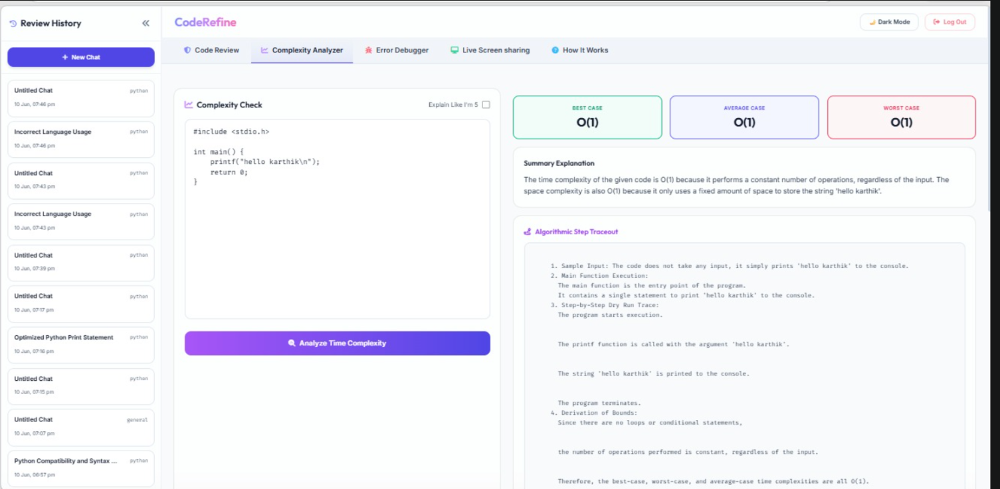 Review History
New Chat
Untitled Chat python
10 Jun, 07:46 pm
Incorrect Language Usage python
10 Jun, 07:46 pm
Untitled Chat python
10 Jun, 07:43 pm
Incorrect Language Usage python
10 Jun, 07:43 pm
Untitled Chat python
10 Jun, 07:39 pm
Untitled Chat python
10 Jun, 07:17 pm
Optimized Python Print Statement python
10 Jun, 07:16 pm
Untitled Chat python
10 Jun, 07:15 pm
Untitled Chat general
10 Jun, 07:07 pm
Python Compatibility and Syntax ... python
10 Jun, 06:57 pm
CodeRefine
Dark Mode
Log Out
Code Review
Complexity Analyzer
Error Debugger
Live Screen sharing
How It Works
Complexity Check
Explain Like I'm 5
#include <stdio.h>
int main() {
    printf("hello karthik\n");
    return 0;
}
Analyze Time Complexity
BEST CASE
O(1)
AVERAGE CASE
O(1)
WORST CASE
O(1)
Summary Explanation
The time complexity of the given code is O(1) because it performs a constant number of operations, regardless of the input. The
space complexity is also O(1) because it only uses a fixed amount of space to store the string 'hello karthik'.
Algorithmic Step Traceout
1. Sample Input: The code does not take any input, it simply prints 'hello karthik' to the console.
2. Main Function Execution:
The main function is the entry point of the program.
It contains a single statement to print 'hello karthik' to the console.
3. Step-by-Step Dry Run Trace:
The program starts execution.
The printf function is called with the argument 'hello karthik'.
The string 'hello karthik' is printed to the console.
The program terminates.
4. Derivation of Bounds:
Since there are no loops or conditional statements,
the number of operations performed is constant, regardless of the input.
Therefore, the best-case, worst-case, and average-case time complexities are all O(1).